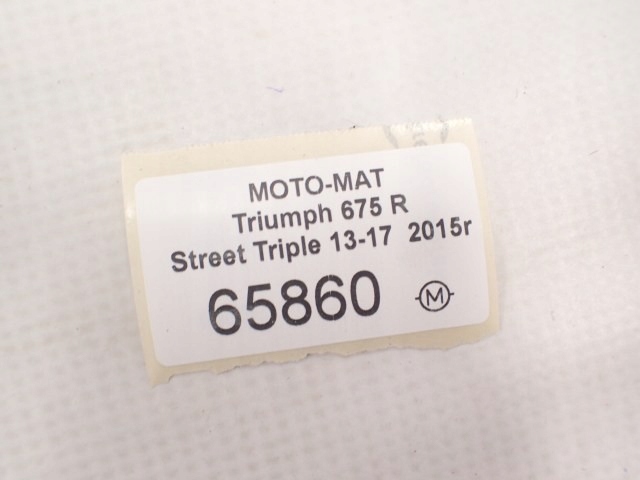 MOTO-MAT
Triumph 675 R
Street Triple 13-17 2015r
65860 M